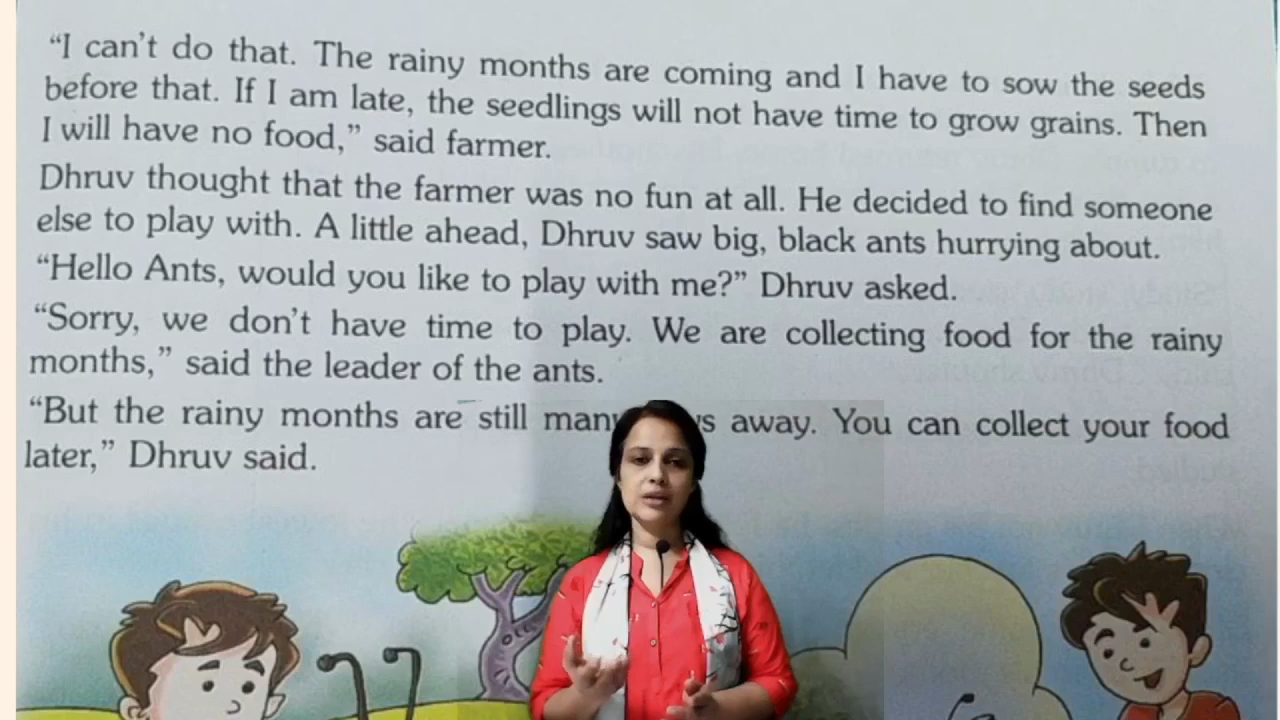 “I can’t do that. The rainy months are coming and I have to sow the seeds
before that. If I am late, the seedlings will not have time to grow grains. Then
I will have no food,” said farmer.
Dhruv thought that the farmer was no fun at all. He decided to find someone
else to play with. A little ahead, Dhruv saw big, black ants hurrying about.
“Hello Ants, would you like to play with me?” Dhruv asked.
“Sorry, we don’t have time to play. We are collecting food for the rainy
months,” said the leader of the ants.
“But the rainy months are still away. You can collect your food
later,” Dhruv said.